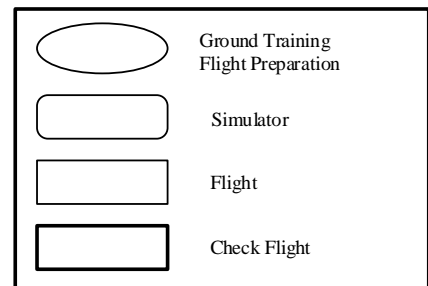 Ground Training
Flight Preparation
Simulator
Flight
Check Flight